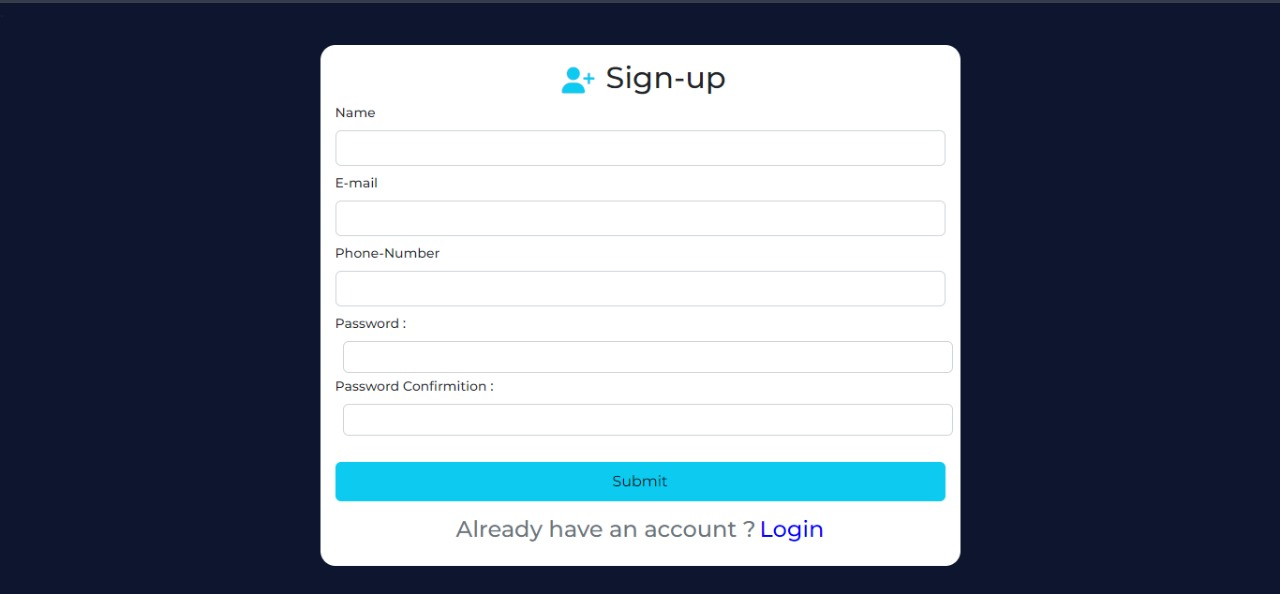 Sign-up
Name
E-mail
Phone-Number
Password :
Password Confirmition :
Submit
Already have an account ? Login